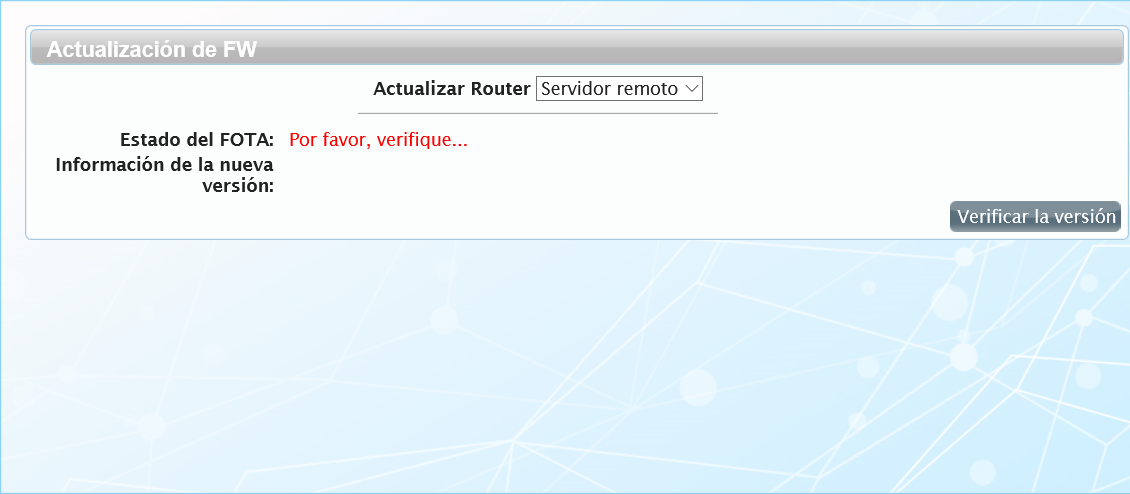 Actualización de FW
Actualizar Router Servidor remoto
Estado del FOTA: Por favor, verifique...
Información de la nueva
versión:
Verificar la versión